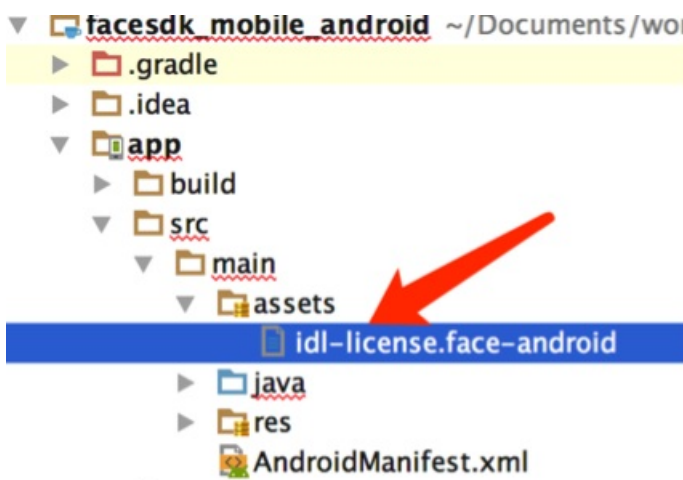 facesdk_mobile_android ~/Documents/wor
.gradle
.idea
app
build
src
main
assets
idl-license.face-android
java
res
AndroidManifest.xml